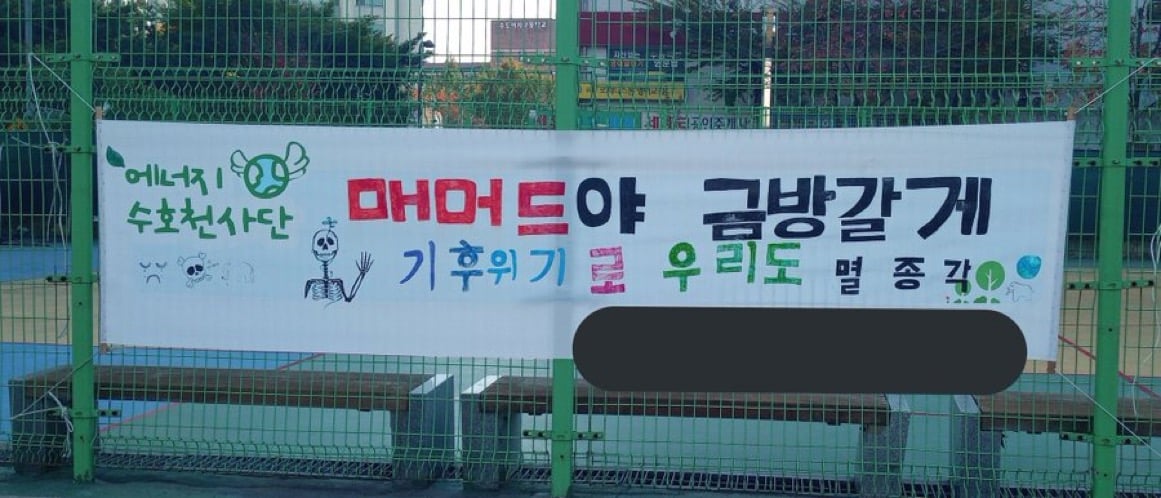 에너지
수호천사단
매머드야 금방갈게
기후위기로 우리도 멸종각